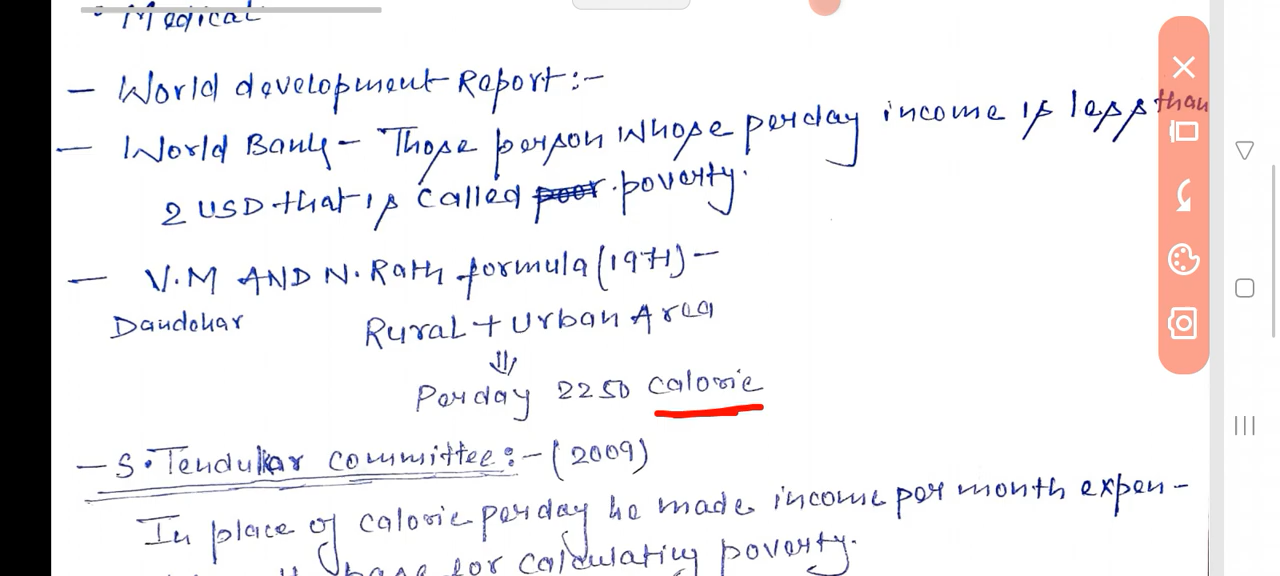 • Medical
- World development Report:-
- World Bank - Those person whose perday income is less than
2 USD that is called poor. poverty.
- V.M AND N. Rath formula (1971) -
Dandekar Rural + Urban Area
⇓
Perday 2250 calorie
- S. Tendulkar committee:- (2009)
In place of calorie perday he made income per month expen-
base for calculating poverty.